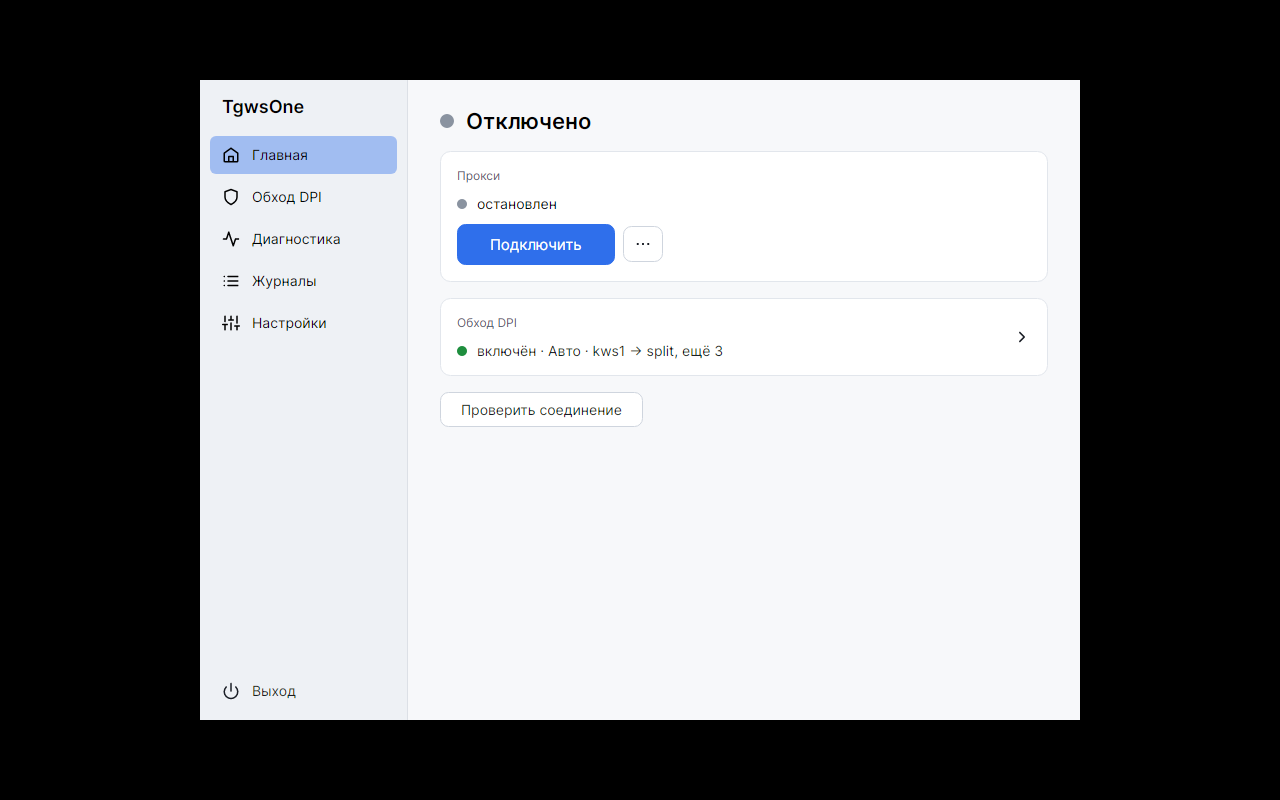 TgwsOne
Главная
Обход DPI
Диагностика
Журналы
Настройки
Выход
Отключено
Прокси
остановлен
Подключить
Обход DPI
включён · Авто · kws1 → split, ещё 3
Проверить соединение